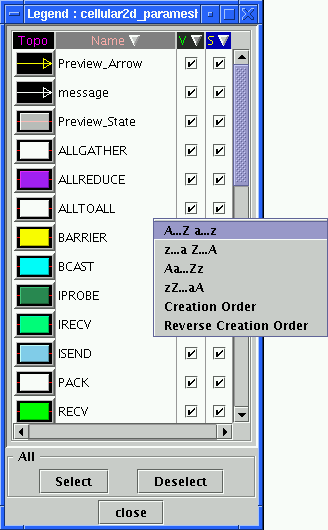 Legend : cellular2d_paramest
Topo Name V S
Preview_Arrow
message
Preview_State
ALLGATHER
ALLREDUCE
ALLTOALL
BARRIER
BCAST
IPROBE
IRECV
ISEND
PACK
RECV
A...Z a...z
z...a Z...A
Aa...Zz
zZ...aA
Creation Order
Reverse Creation Order
All
Select Deselect
close